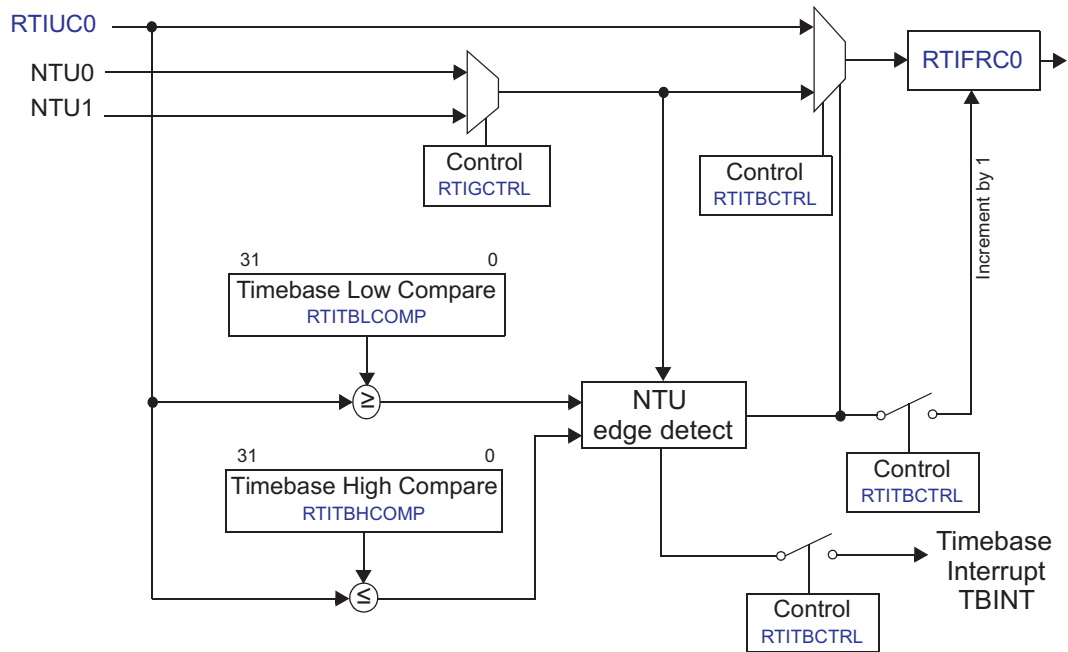 RTIUC0
NTU0
NTU1
RTIFRC0
Control
RTIGCTRL
Control
RTITBCTRL
Increment by 1
31 0
Timebase Low Compare
RTITBLCOMP
≥
NTU
edge detect
31 0
Timebase High Compare
RTITBHCOMP
≤
Control
RTITBCTRL
Timebase
Interrupt
TBINT
Control
RTITBCTRL